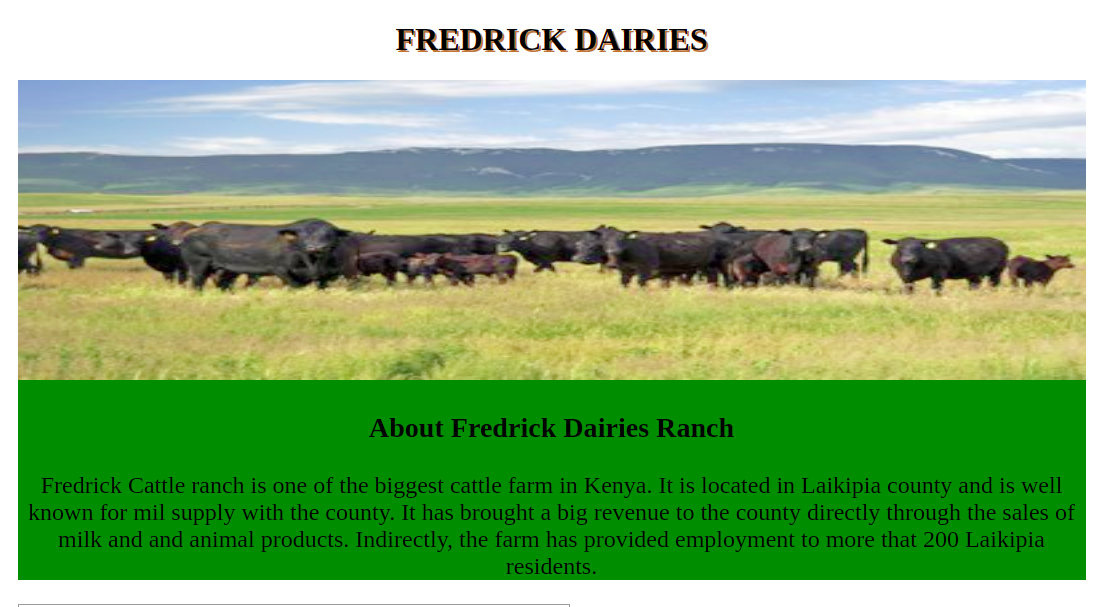 FREDRICK DAIRIES
About Fredrick Dairies Ranch
Fredrick Cattle ranch is one of the biggest cattle farm in Kenya. It is located in Laikipia county and is well
known for mil supply with the county. It has brought a big revenue to the county directly through the sales of
milk and and animal products. Indirectly, the farm has provided employment to more that 200 Laikipia
residents.